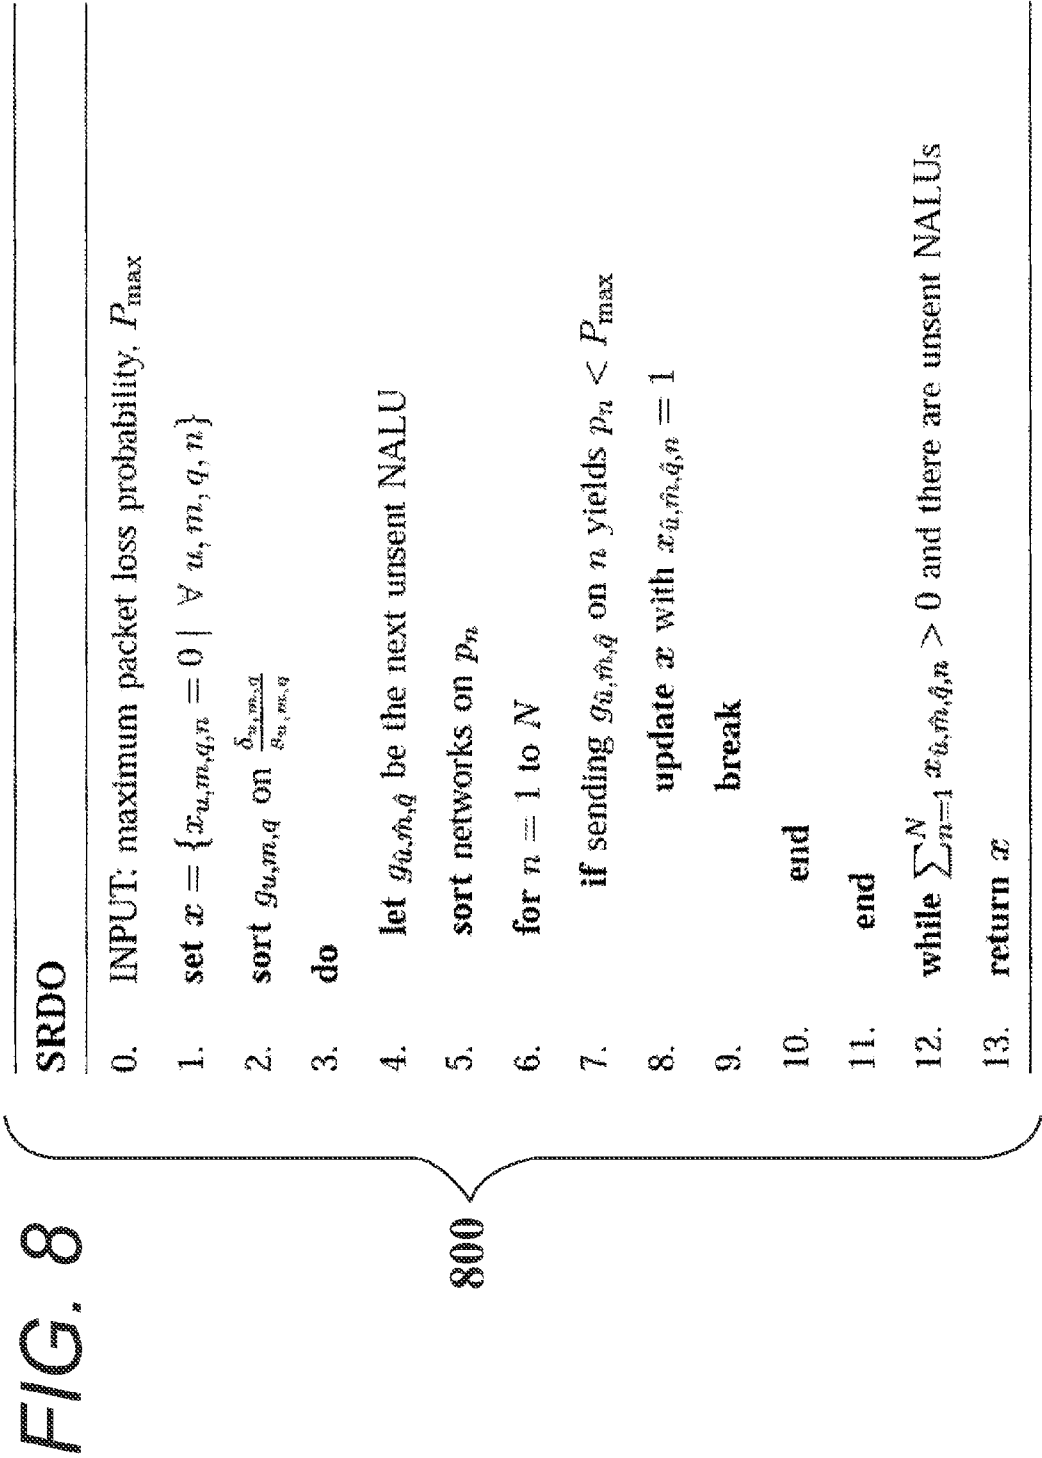 FIG. 8
800
SRDO
0. INPUT: maximum packet loss probability, P_max
1. set x = {x_{u,m,q,n} = 0 | ∀ u, m, q, n}
2. sort g_{u,m,q} on δ_{u,m,q}/s_{u,m,q}
3. do
4. let g_{û,m̂,q̂} be the next unsent NALU
5. sort networks on p_n
6. for n = 1 to N
7. if sending g_{û,m̂,q̂} on n yields p_n < P_max
8. update x with x_{û,m̂,q̂,n} = 1
9. break
10. end
11. end
12. while ∑_{n=1}^{N} x_{û,m̂,q̂,n} > 0 and there are unsent NALUs
13. return x